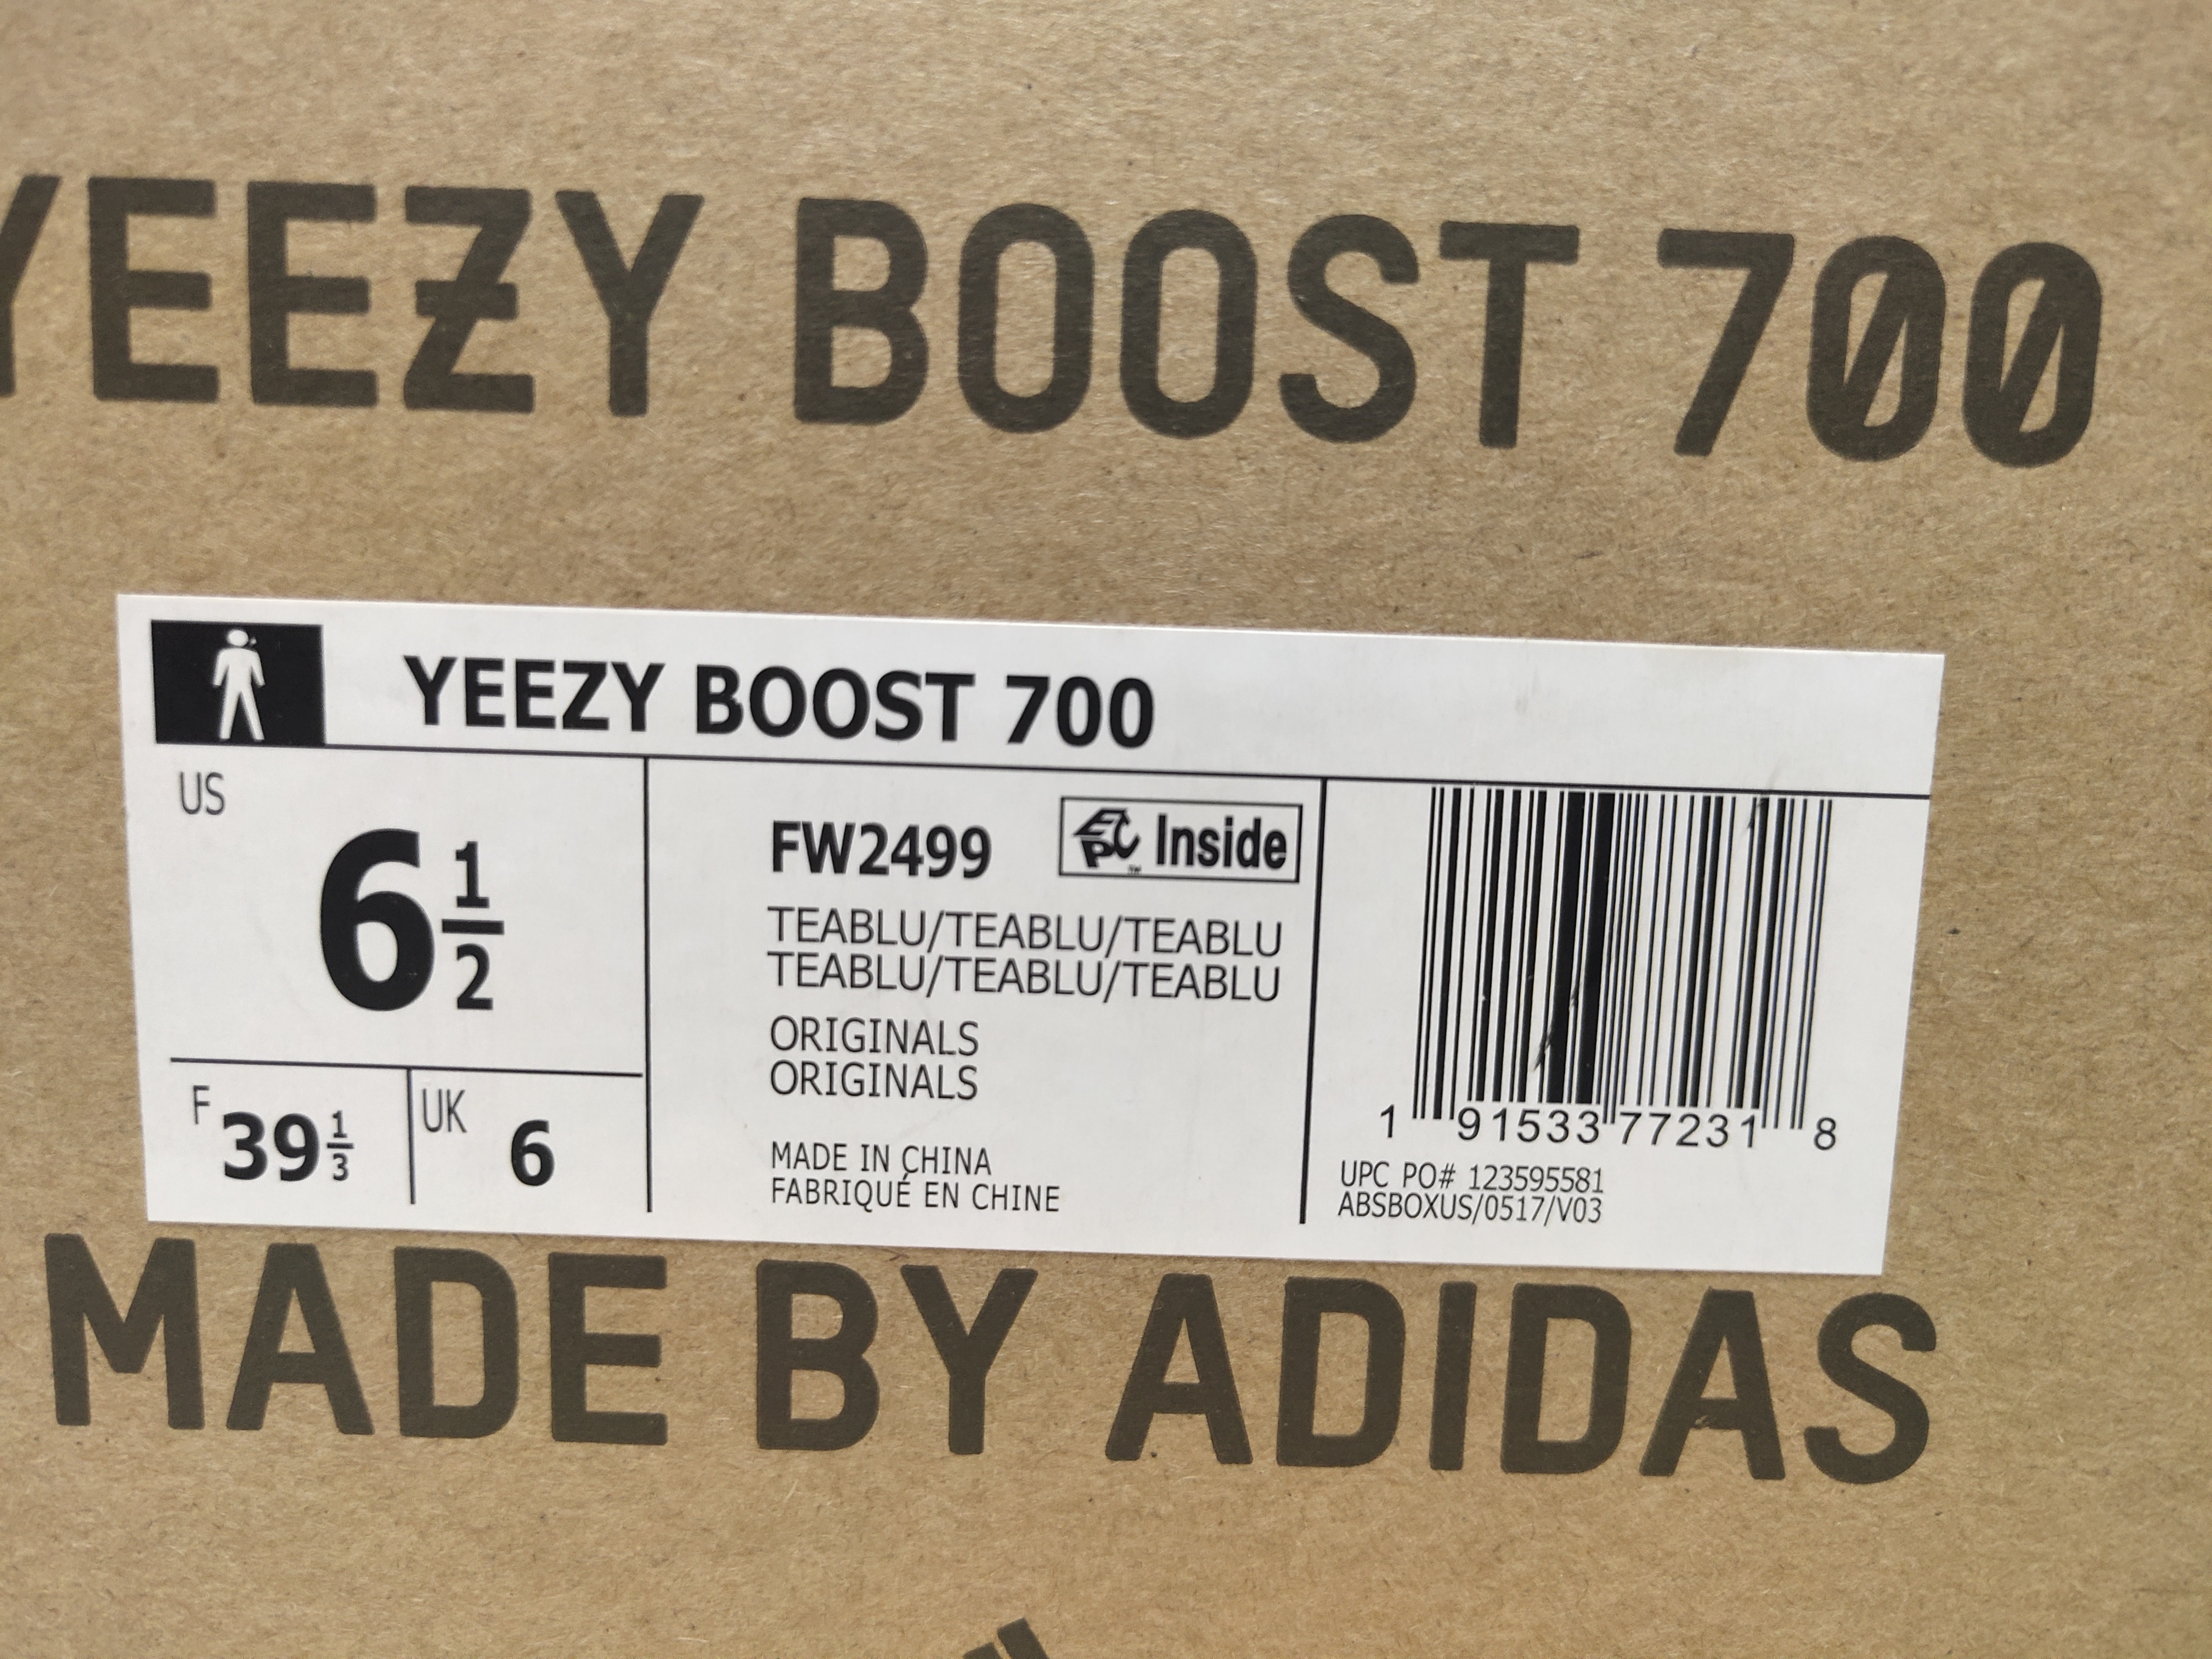 YEEZY BOOST 700
YEEZY BOOST 700
US
6 1/2
F 39 1/3
UK 6
FW2499
EPC Inside
TEABLU/TEABLU/TEABLU
TEABLU/TEABLU/TEABLU
ORIGINALS
ORIGINALS
MADE IN CHINA
FABRIQUÉ EN CHINE
1 91533 77231 8
UPC PO# 123595581
ABSBOXUS/0517/V03
MADE BY ADIDAS